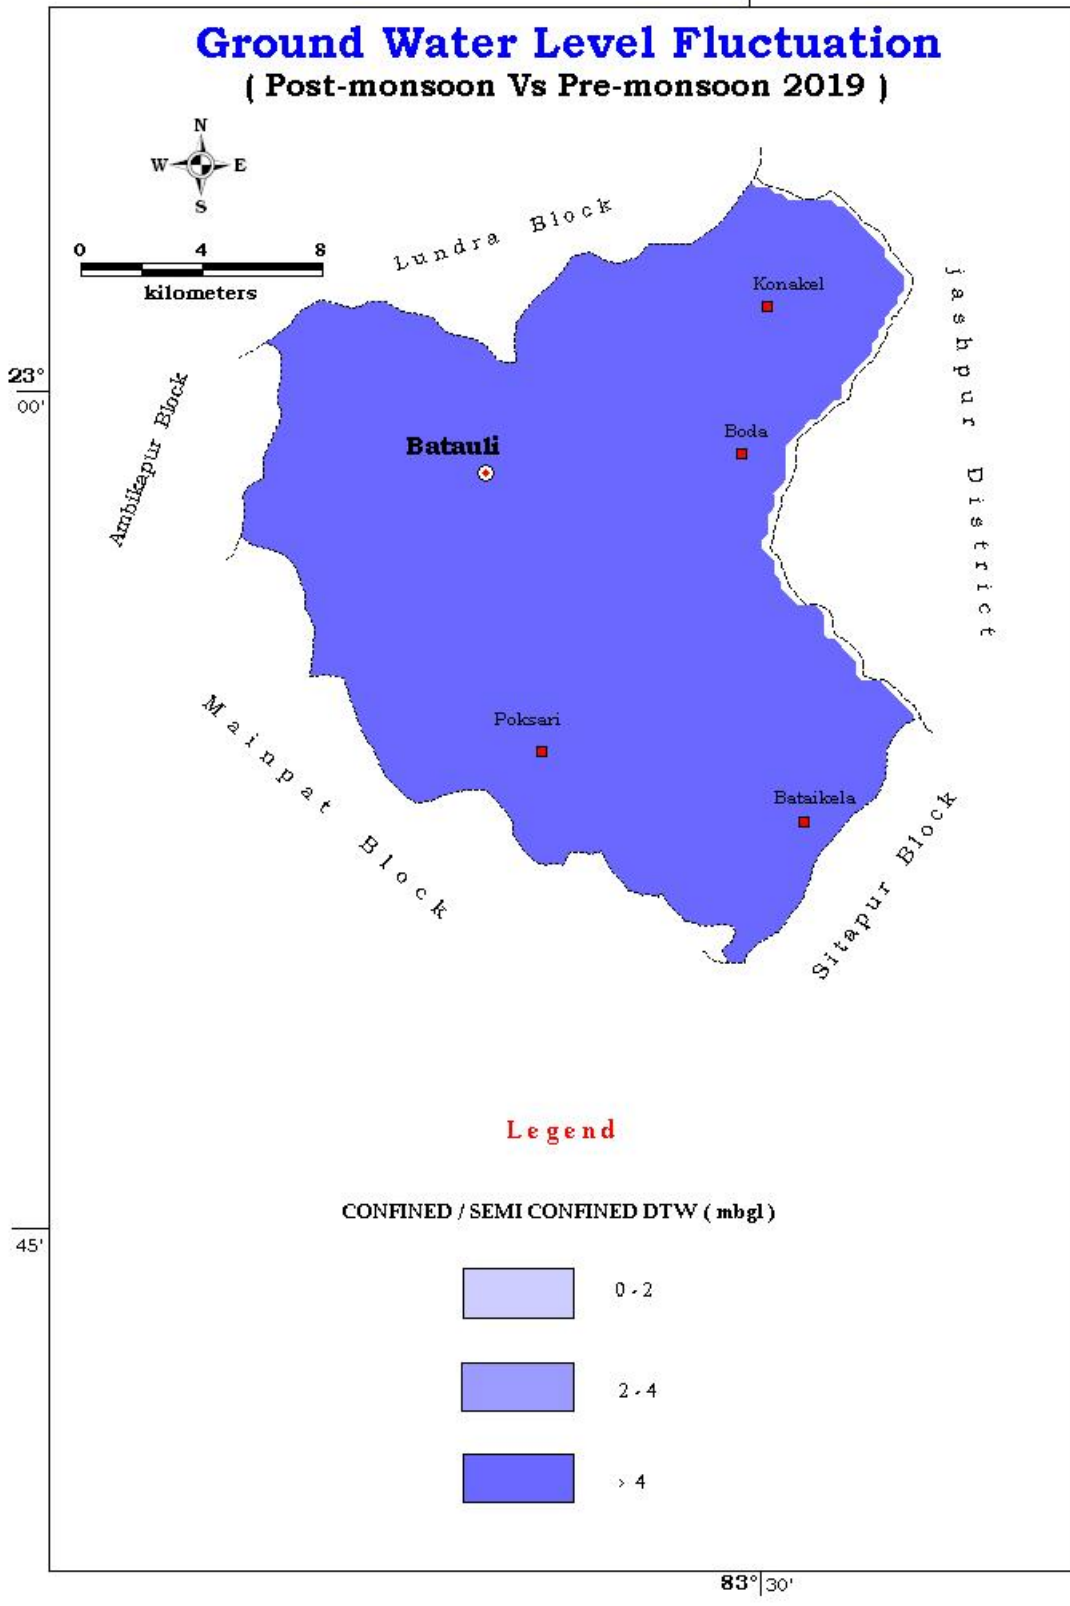 Ground Water Level Fluctuation
( Post-monsoon Vs Pre-monsoon 2019 )
N
W E
S
0 4 8
kilometers
Lundra Block
Konakel
jashpur District
23°
00'
Ambikapur Block
Boda
Batauli
Mainpat Block
Poksari
Bataikela
Sitapur Block
Legend
CONFINED / SEMI CONFINED DTW ( mbgl )
45'
0 - 2
2 - 4
> 4
83° 30'